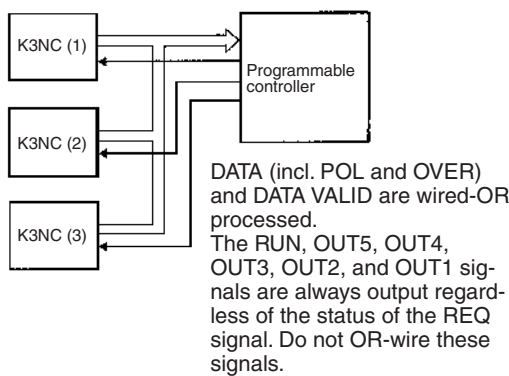 K3NC (1)
Programmable
controller
K3NC (2)
K3NC (3)
DATA (incl. POL and OVER)
and DATA VALID are wired-OR
processed.
The RUN, OUT5, OUT4,
OUT3, OUT2, and OUT1 sig-
nals are always output regard-
less of the status of the REQ
signal. Do not OR-wire these
signals.